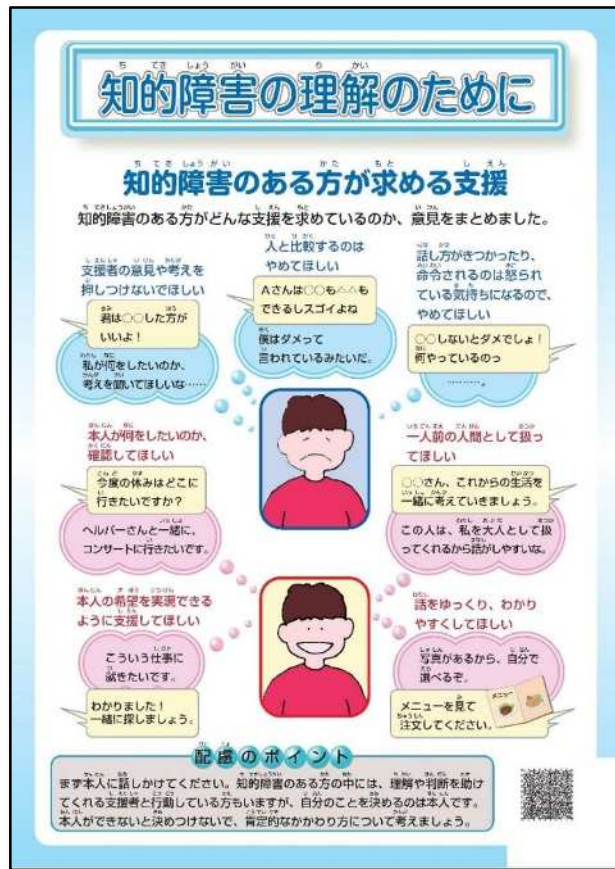 知的障害の理解のために
知的障害のある方が求める支援
知的障害のある方がどんな支援を求めているのか、意見をまとめました。
支援者の意見や考えを
押しつけないでほしい
君は○○した方が
いいよ！
私が何をしたいのか、
考えを聞いてほしいな……
人と比較するのは
やめてほしい
Aさんは○○も△△も
できるしスゴイよね
僕はダメって
言われているみたいだ。
話し方がきつかったり、
命令されるのは怒られ
ている気持ちになるので、
やめてほしい
○○しないとダメでしょ！
何やっているのっ
………。
本人が何をしたいのか、
確認してほしい
今度の休みはどこに
行きたいですか？
ヘルパーさんと一緒に、
コンサートに行きたいです。
一人前の人間として扱っ
てほしい
○○さん、これからの生活を
一緒に考えていきましょう。
この人は、私を大人として扱
ってくれるから話がしやすいな。
本人の希望を実現できる
ように支援してほしい
こういう仕事に
就きたいです。
わかりました！
一緒に探しましょう。
話をゆっくり、わかり
やすくしてほしい
写真があるから、自分で
選べるぞ。
メニューを見て
注文してください。
メニュー
配慮のポイント
まず本人に話しかけてください。知的障害のある方の中には、理解や判断を助け
てくれる支援者と行動している方もいますが、自分のことを決めるのは本人です。
本人ができないと決めつけないで、肯定的なかかわり方について考えましょう。